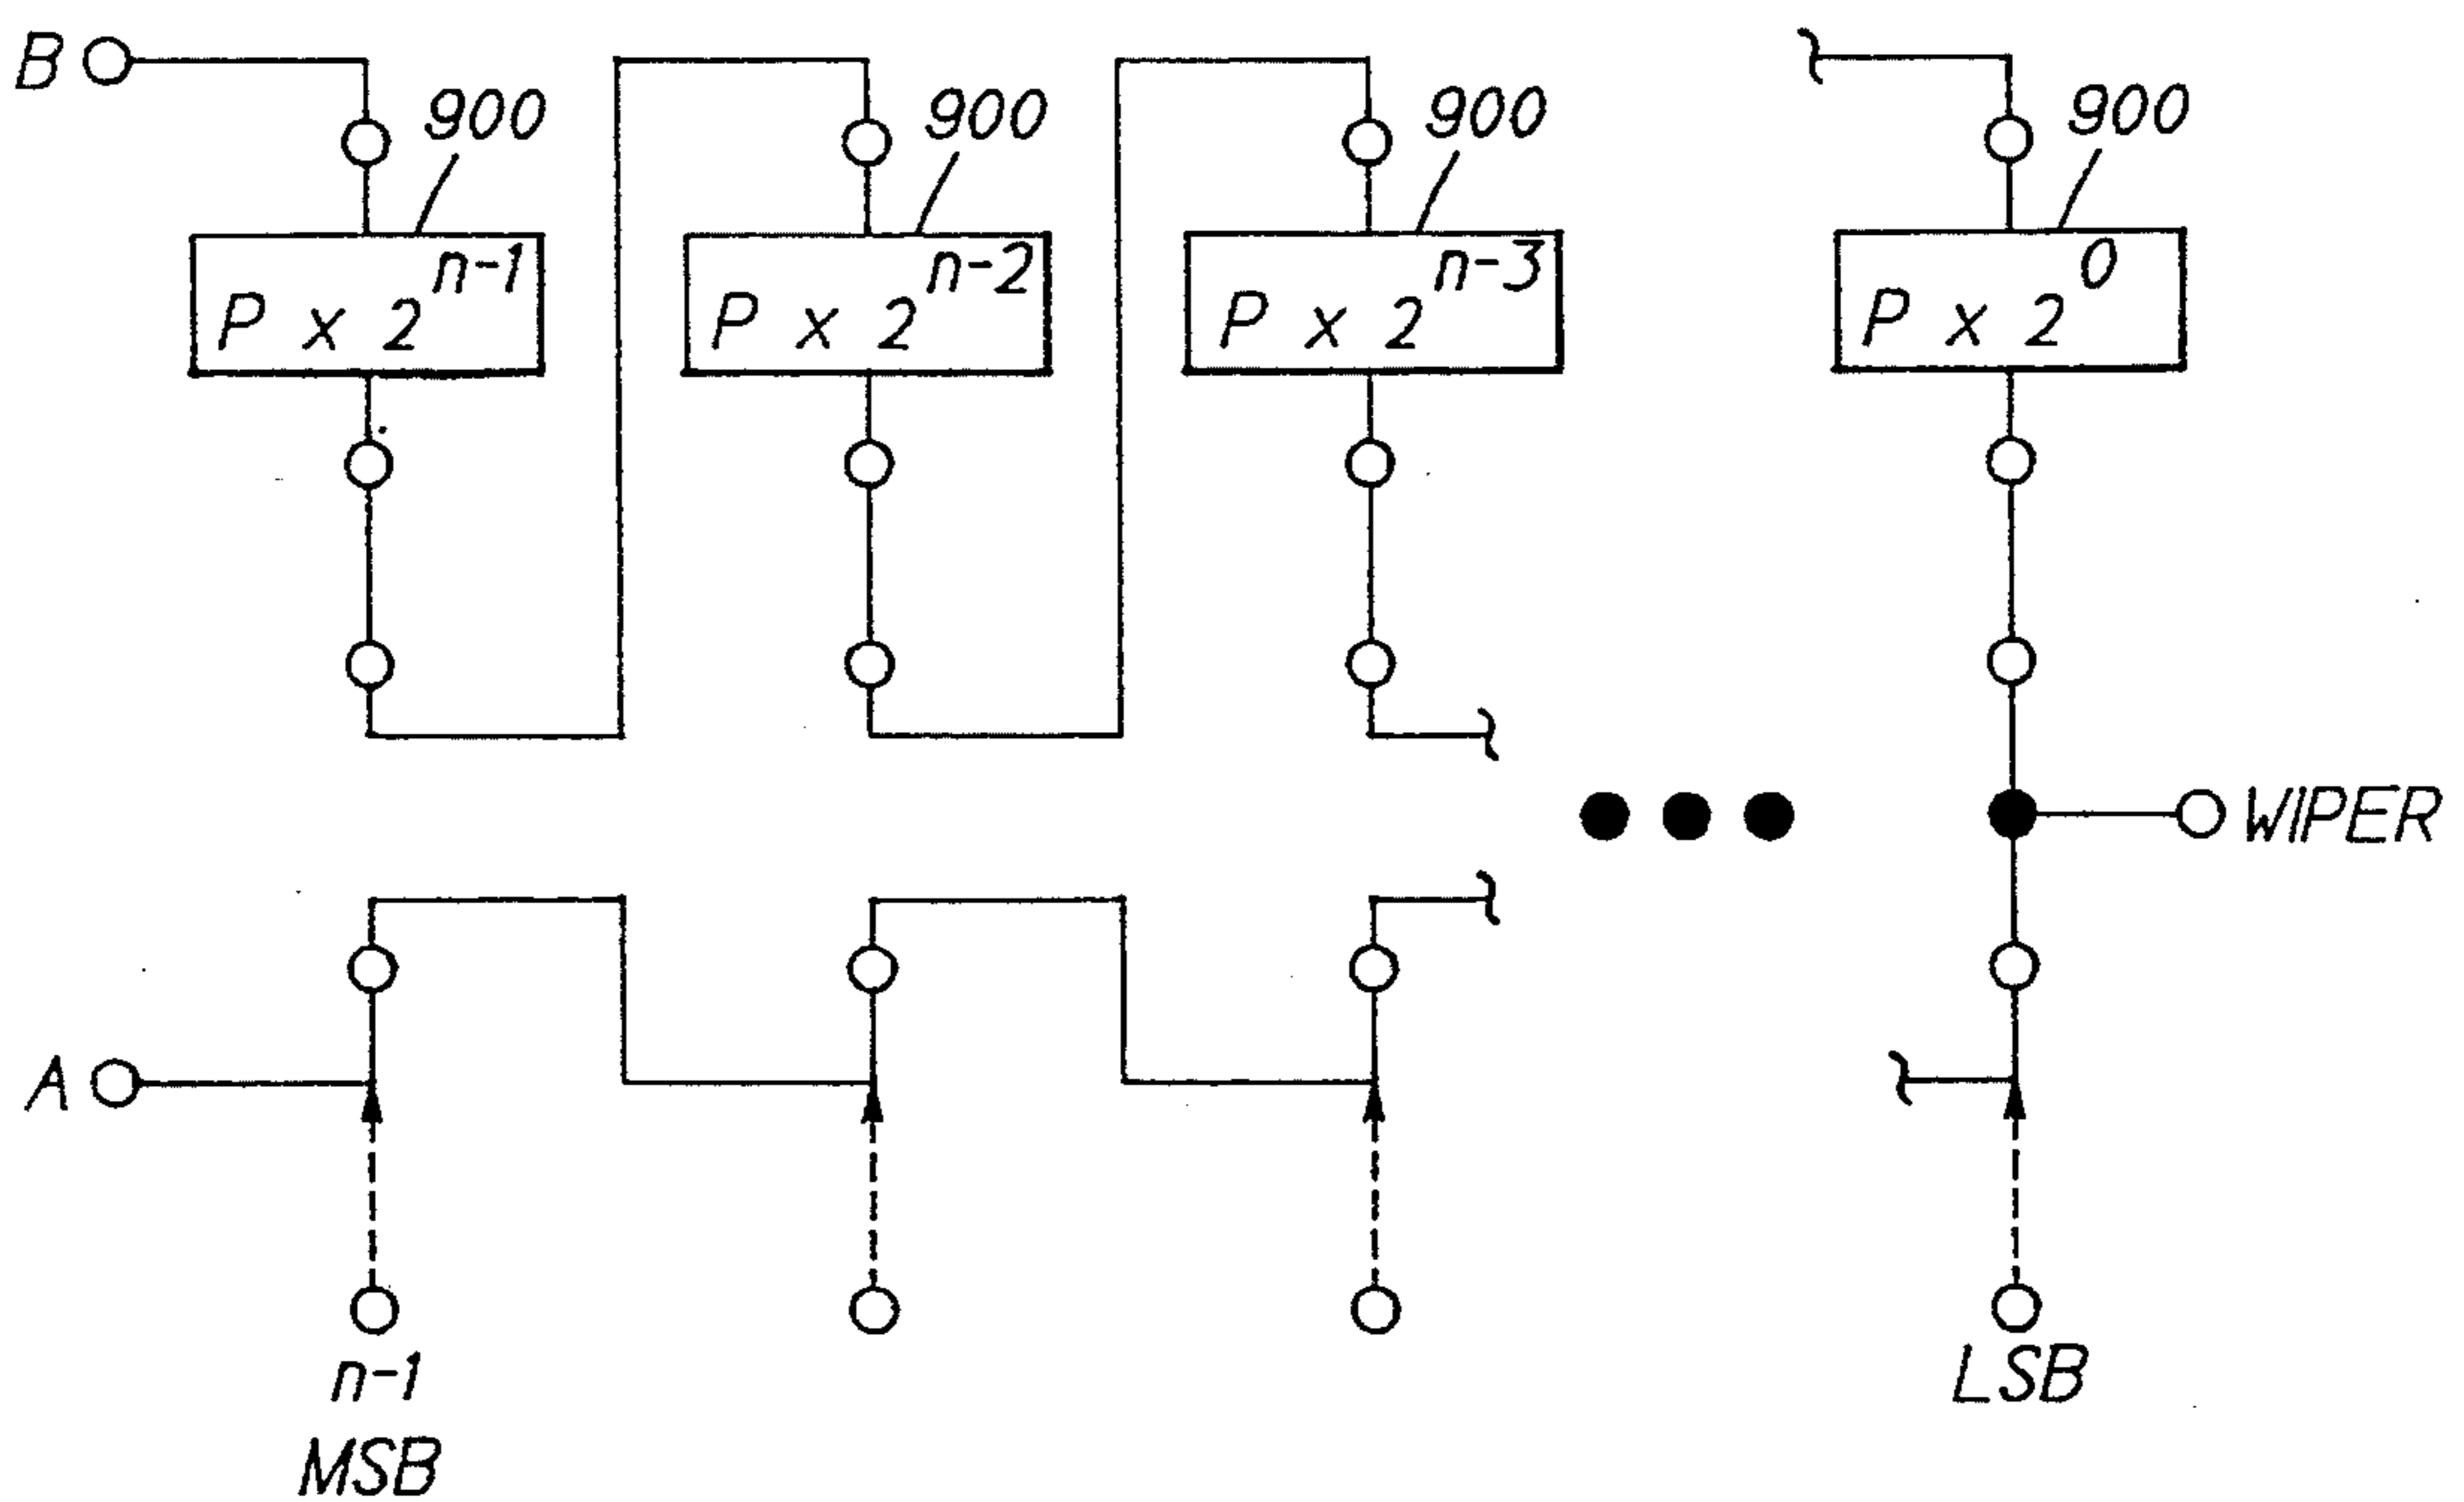 B
900
900
900
900
P x 2^n-1
P x 2^n-2
P x 2^n-3
P x 2^0
WIPER
A
n-1
MSB
LSB